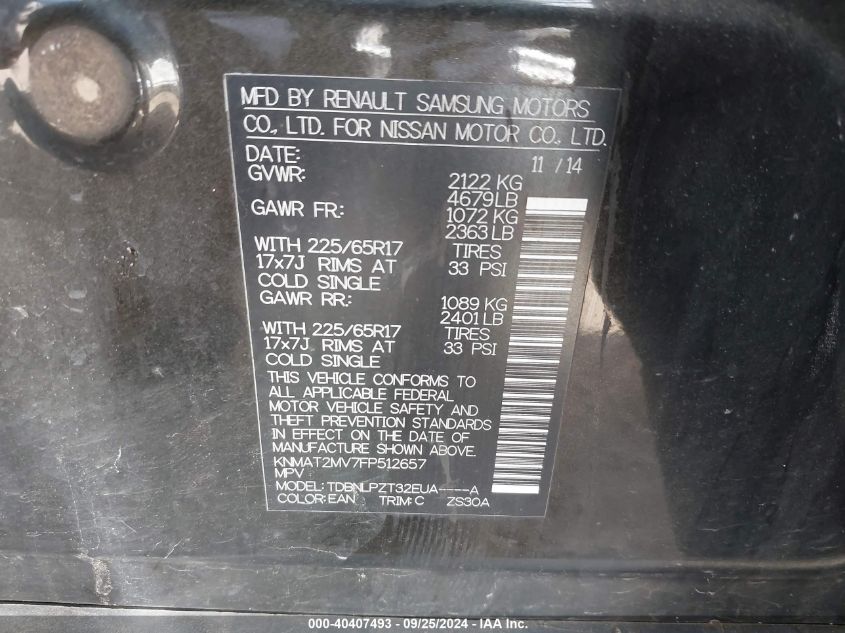 MFD BY RENAULT SAMSUNG MOTORS
CO., LTD. FOR NISSAN MOTOR CO., LTD.
DATE: 11 / 14
GVWR: 2122 KG
4679 LB
GAWR FR.: 1072 KG
2363 LB
WITH 225/65R17 TIRES
17x7J RIMS AT 33 PSI
COLD SINGLE
GAWR RR.: 1089 KG
2401 LB
WITH 225/65R17 TIRES
17x7J RIMS AT 33 PSI
COLD SINGLE
THIS VEHICLE CONFORMS TO
ALL APPLICABLE FEDERAL
MOTOR VEHICLE SAFETY AND
THEFT PREVENTION STANDARDS
IN EFFECT ON THE DATE OF
MANUFACTURE SHOWN ABOVE.
KNMAT2MV7FP512657
MPV
MODEL: TDBNLPZT32EUA----A
COLOR: EAN TRIM: C ZS30A
000-40407493 - 09/25/2024 - IAA Inc.